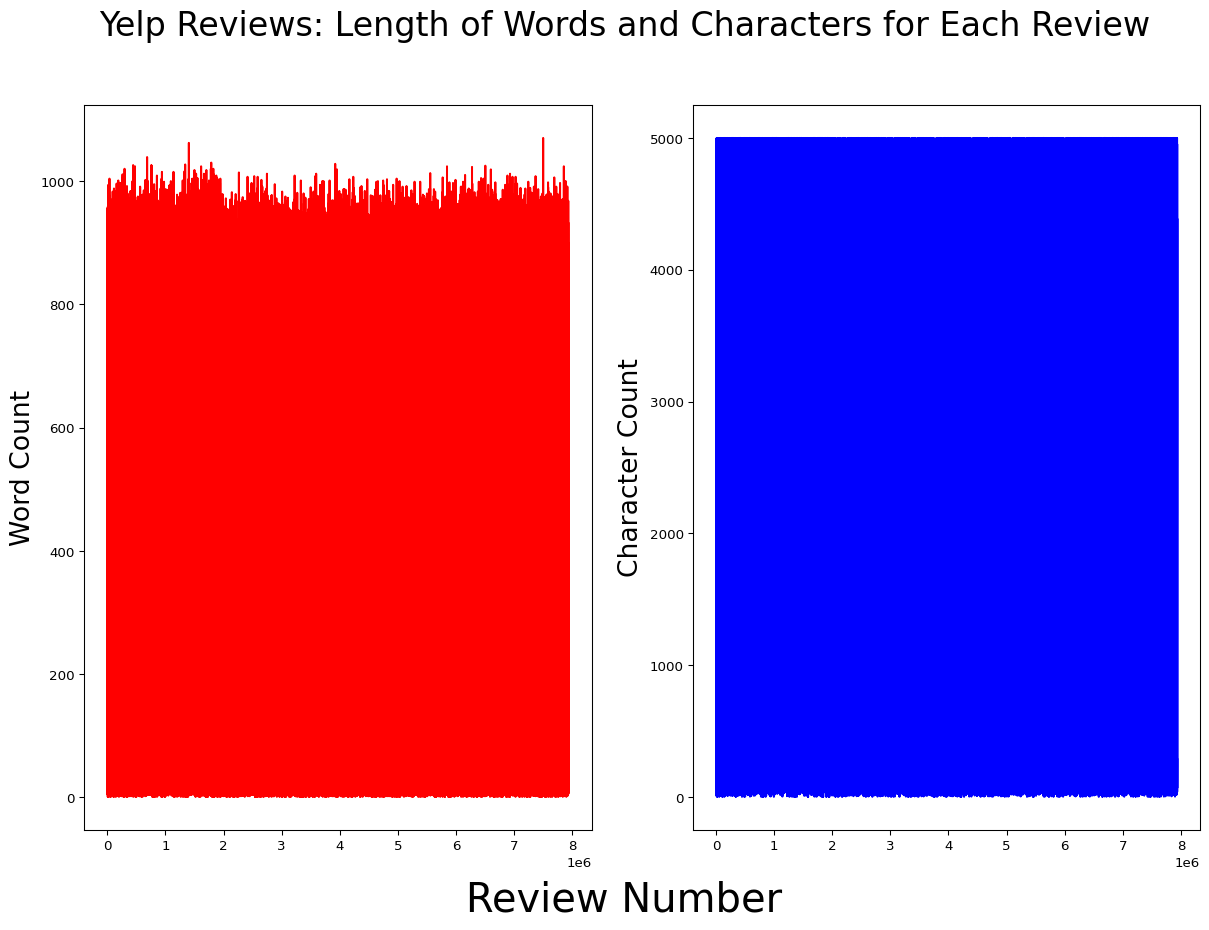 Yelp Reviews: Length of Words and Characters for Each Review
Word Count
1000
800
600
400
200
0
0 1 2 3 4 5 6 7 8
1e6
Character Count
5000
4000
3000
2000
1000
0
0 1 2 3 4 5 6 7 8
1e6
Review Number